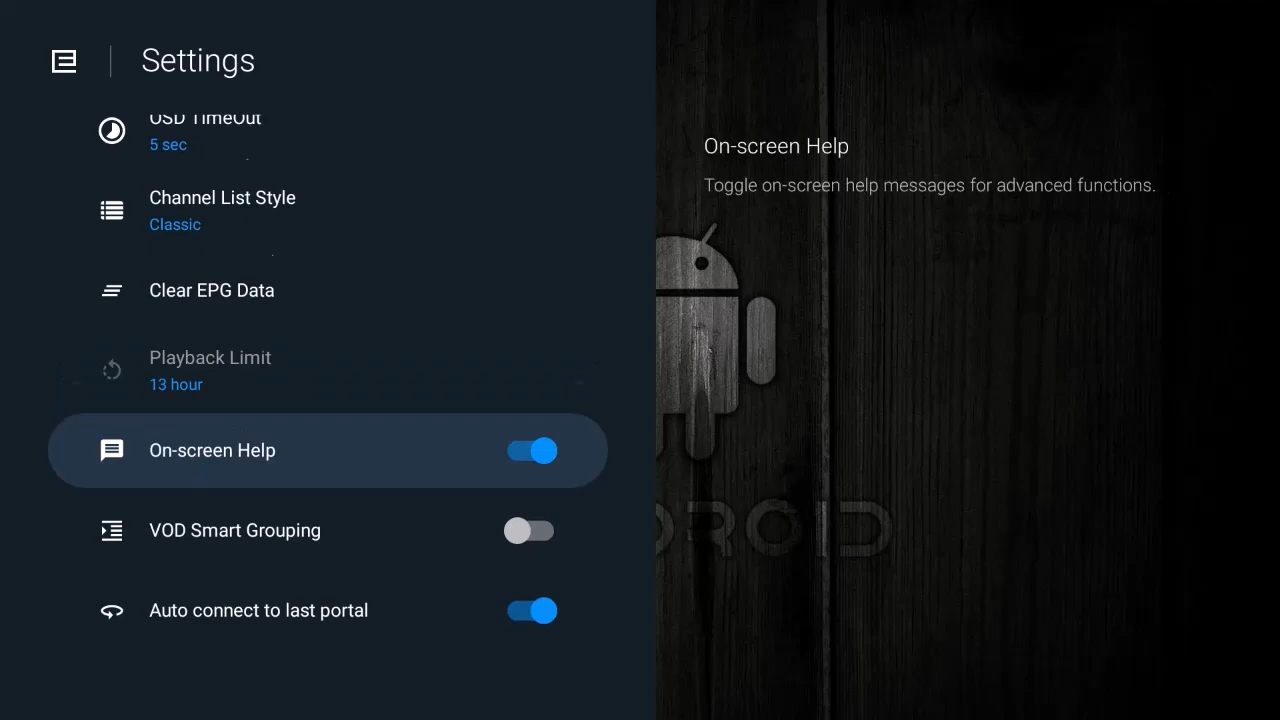 Settings
OSD TimeOut
5 sec
Channel List Style
Classic
Clear EPG Data
Playback Limit
13 hour
On-screen Help
VOD Smart Grouping
Auto connect to last portal
On-screen Help
Toggle on-screen help messages for advanced functions.
DROID